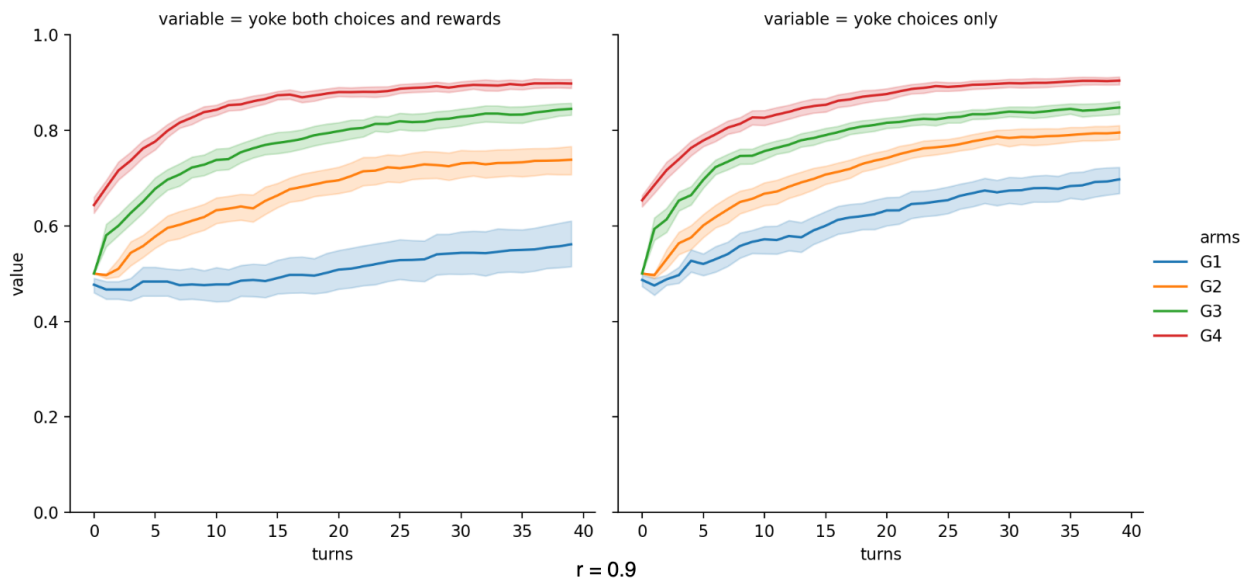 variable = yoke both choices and rewards
variable = yoke choices only
1.0
0.8
0.6
0.4
0.2
0.0
value
0 5 10 15 20 25 30 35 40
0 5 10 15 20 25 30 35 40
turns
turns
arms
G1
G2
G3
G4
r = 0.9